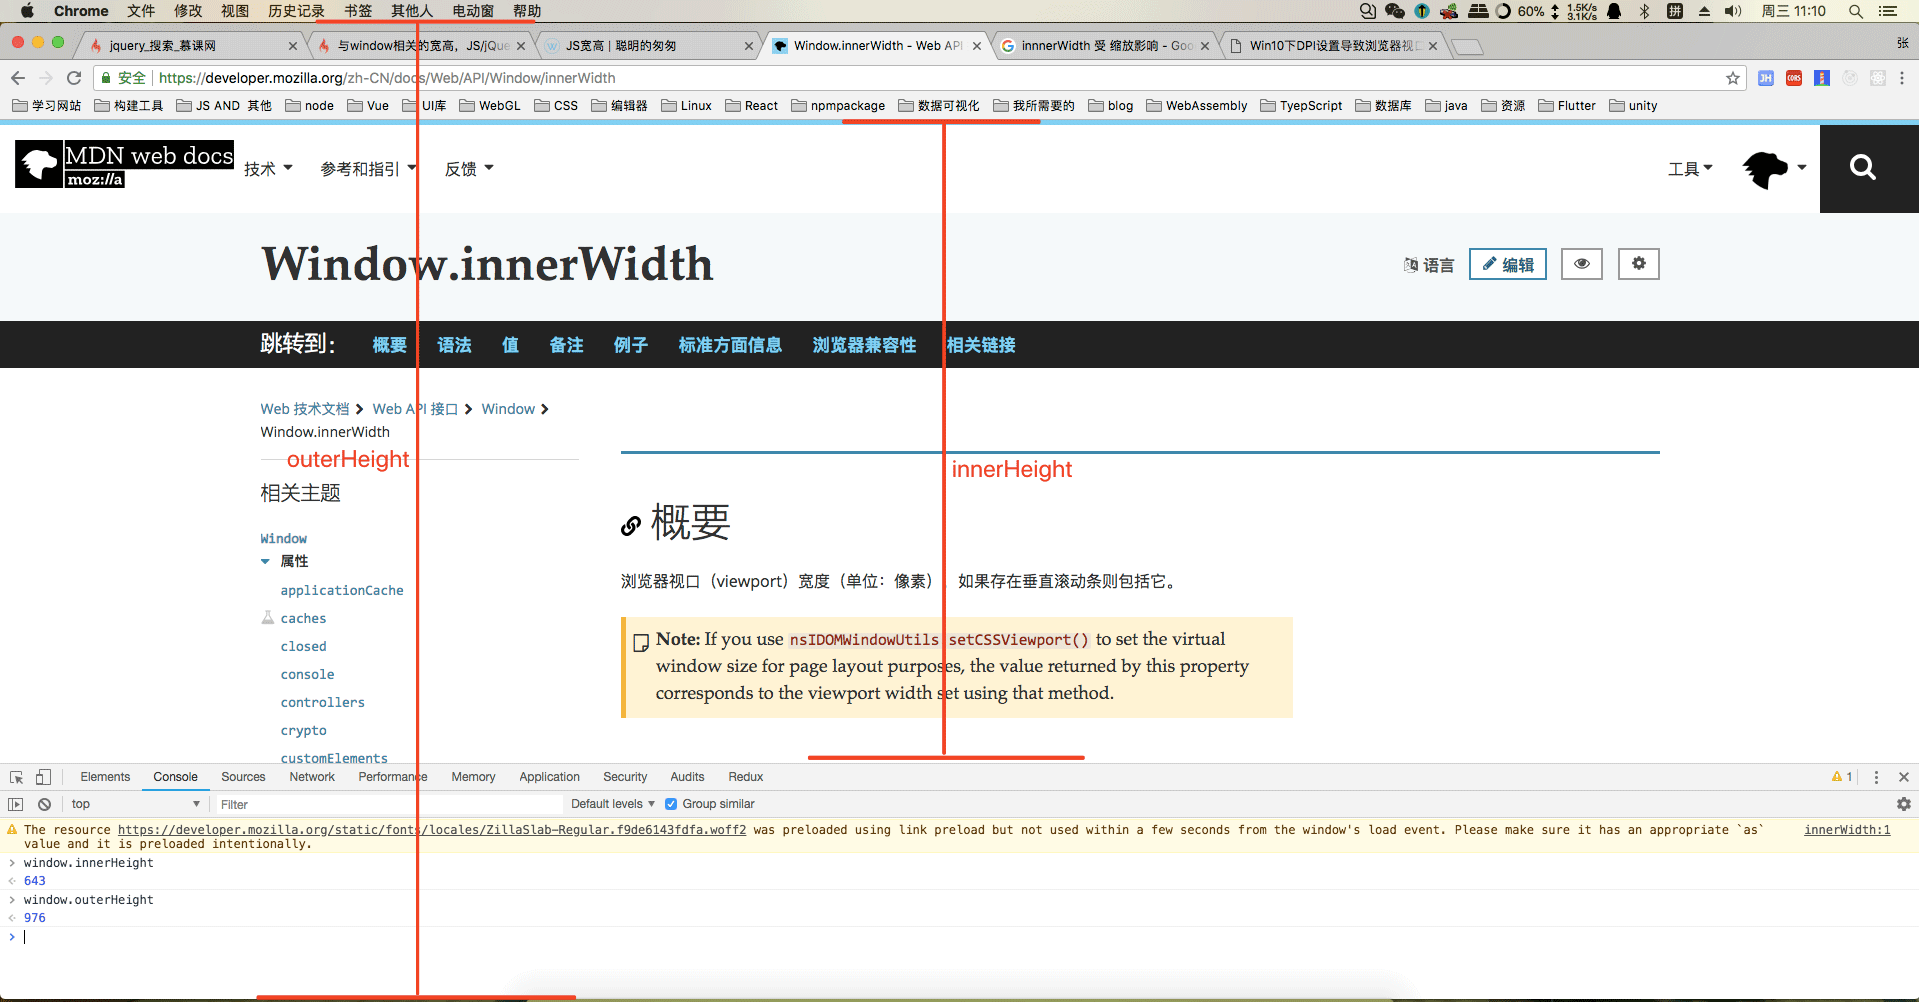 Chrome 文件 修改 视图 历史记录 书签 其他人 电动窗 帮助 60% 1.5K/s 3.1K/s 拼 周三 11:10
jquery_搜索_慕课网 与window相关的宽高，JS/jQue JS宽高 | 聪明的匆匆 Window.innerWidth - Web API innnerWidth 受 缩放影响 - Goo Win10下DPI设置导致浏览器视口 张
安全 https://developer.mozilla.org/zh-CN/docs/Web/API/Window/innerWidth JH CORS
学习网站 构建工具 JS AND 其他 node Vue UI库 WebGL CSS 编辑器 Linux React npmpackage 数据可视化 我所需要的 blog WebAssembly TyepScript 数据库 java 资源 Flutter unity
MDN web docs
moz://a
技术 参考和指引 反馈 工具
Window.innerWidth
语言 编辑
跳转到： 概要 语法 值 备注 例子 标准方面信息 浏览器兼容性 相关链接
Web 技术文档 Web API 接口 Window
Window.innerWidth
outerHeight
innerHeight
相关主题
Window
属性
applicationCache
caches
closed
console
controllers
crypto
customElements
概要
浏览器视口（viewport）宽度（单位：像素），如果存在垂直滚动条则包括它。
Note: If you use nsIDOMWindowUtils.setCSSViewport() to set the virtual
window size for page layout purposes, the value returned by this property
corresponds to the viewport width set using that method.
Elements Console Sources Network Performance Memory Application Security Audits Redux 1
top Filter Default levels Group similar
The resource https://developer.mozilla.org/static/fonts/locales/ZillaSlab-Regular.f9de6143fdfa.woff2 was preloaded using link preload but not used within a few seconds from the window's load event. Please make sure it has an appropriate `as` innerWidth:1
value and it is preloaded intentionally.
> window.innerHeight
643
> window.outerHeight
976
>